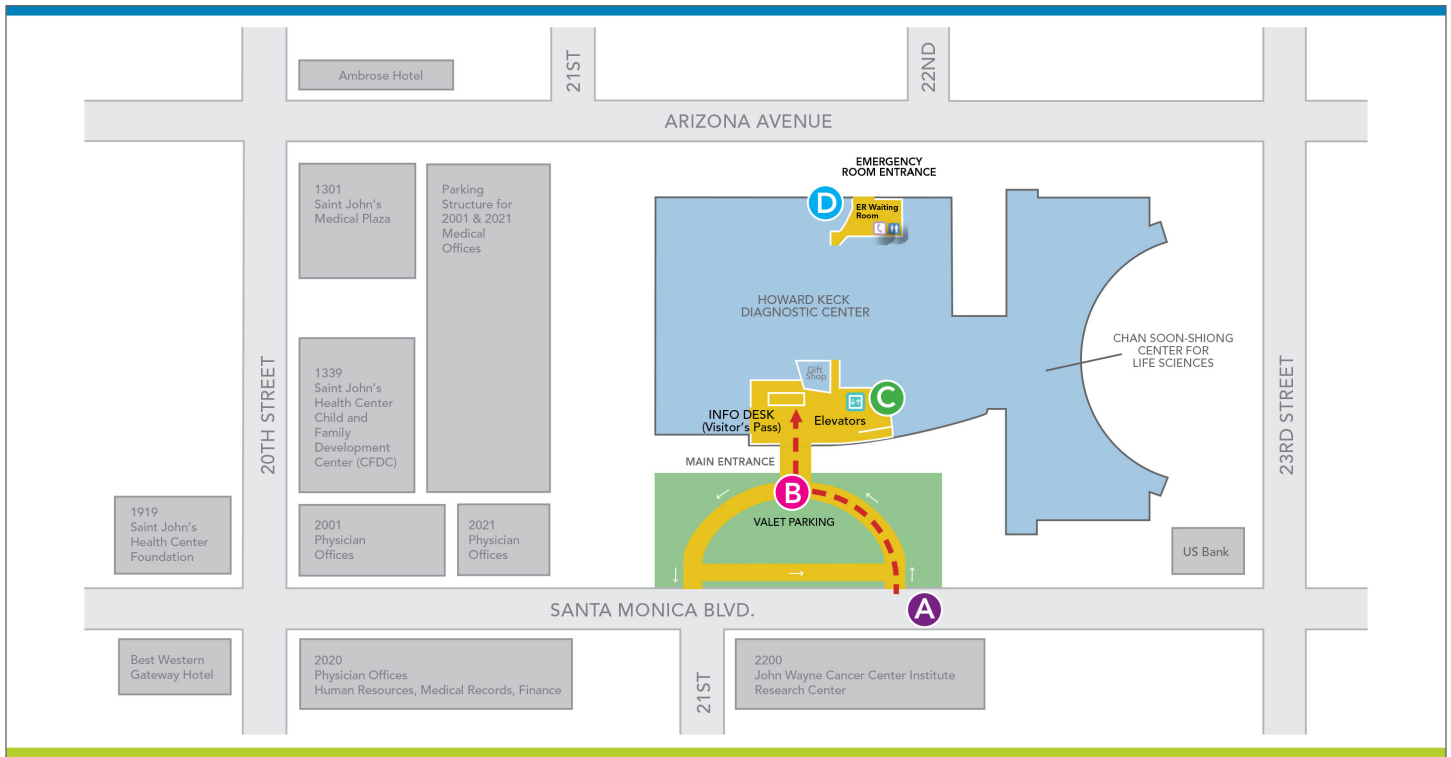 21ST
22ND
Ambrose Hotel
ARIZONA AVENUE
EMERGENCY
ROOM ENTRANCE
1301
Saint John's
Medical Plaza
Parking
Structure for
2001 & 2021
Medical
Offices
D
ER Waiting
Room
HOWARD KECK
DIAGNOSTIC CENTER
CHAN SOON-SHIONG
CENTER FOR
LIFE SCIENCES
20TH STREET
23RD STREET
1339
Saint John's
Health Center
Child and
Family
Development
Center (CFDC)
Gift
Shop
C
INFO DESK
(Visitor's Pass)
Elevators
MAIN ENTRANCE
B
VALET PARKING
1919
Saint John's
Health Center
Foundation
2001
Physician
Offices
2021
Physician
Offices
US Bank
SANTA MONICA BLVD.
A
Best Western
Gateway Hotel
2020
Physician Offices
Human Resources, Medical Records, Finance
21ST
2200
John Wayne Cancer Center Institute
Research Center